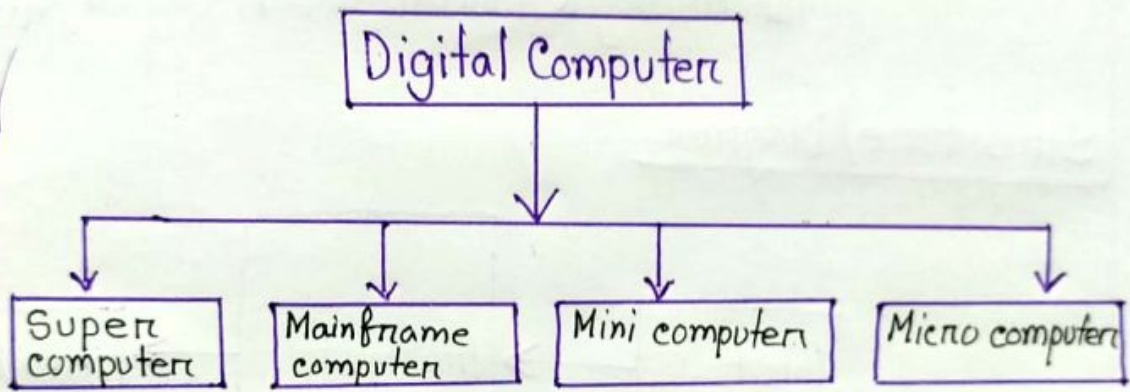 Digital Computer
Super
computer
Mainframe
computer
Mini computer
Micro computer